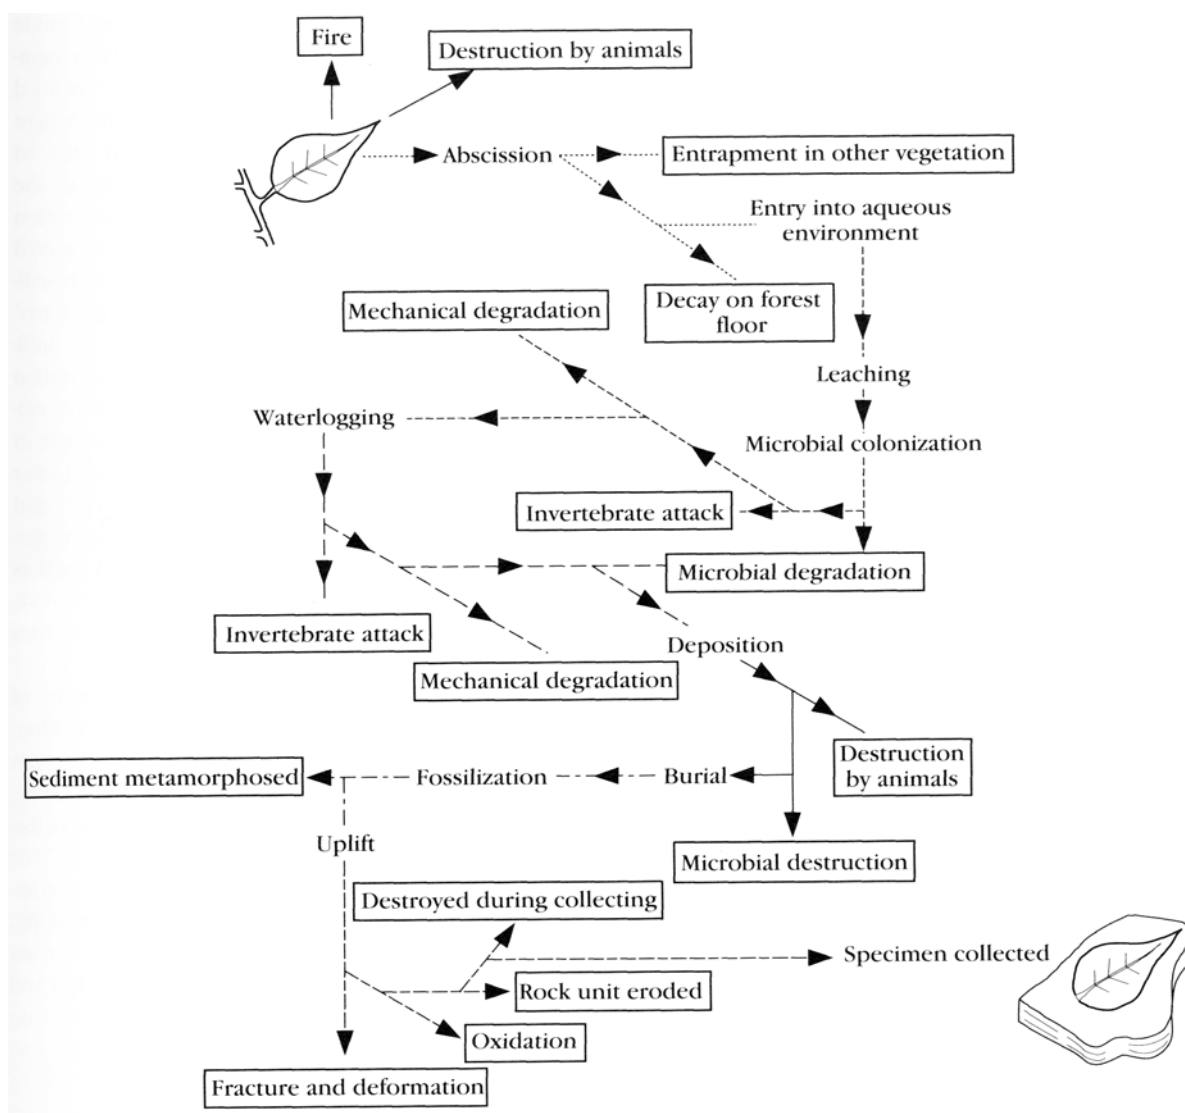 Fire
Destruction by animals
Abscission
Entrapment in other vegetation
Entry into aqueous
environment
Decay on forest
floor
Mechanical degradation
Leaching
Waterlogging
Microbial colonization
Invertebrate attack
Microbial degradation
Invertebrate attack
Deposition
Mechanical degradation
Destruction
by animals
Sediment metamorphosed
Fossilization
Burial
Uplift
Microbial destruction
Destroyed during collecting
Specimen collected
Rock unit eroded
Oxidation
Fracture and deformation